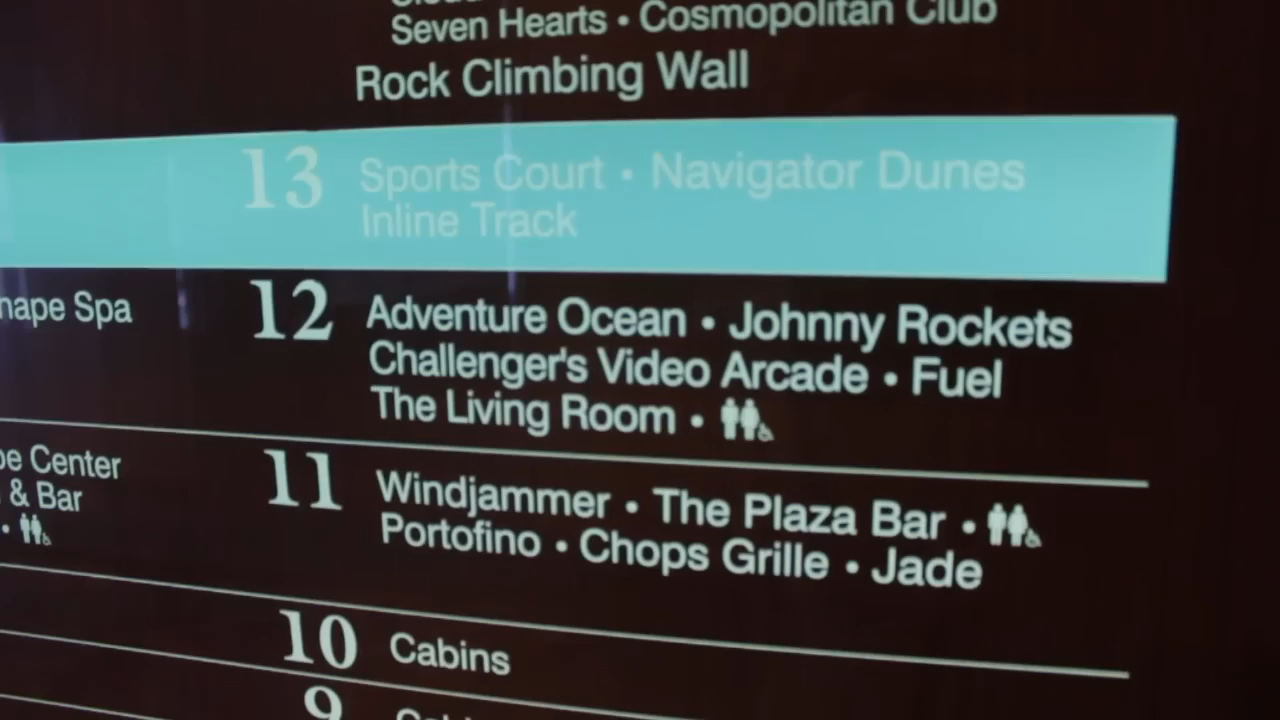 Seven Hearts • Cosmopolitan Club
Rock Climbing Wall
13 Sports Court • Navigator Dunes
Inline Track
Spa
12 Adventure Ocean • Johnny Rockets
Challenger's Video Arcade • Fuel
The Living Room •
Center
& Bar
•
11 Windjammer • The Plaza Bar •
Portofino • Chops Grille • Jade
10 Cabins
9